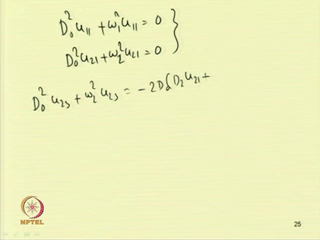 D₀²u₁₁ + ω₁²u₁₁ = 0
D₀²u₂₁ + ω₂²u₂₁ = 0
D₀²u₂₃ + ω₂²u₂₃ = -2D₀(D₂u₂₁ +
NPTEL
25